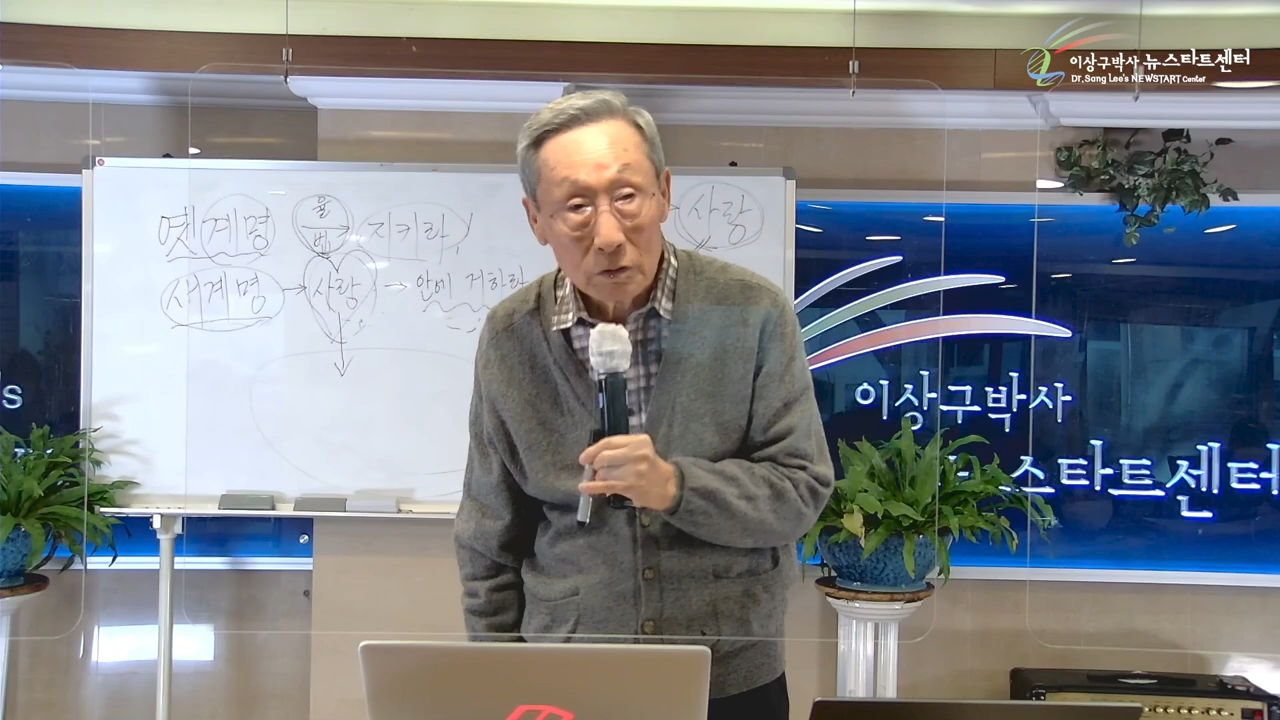 이상구박사 뉴스타트센터
Dr. Sang Lee's NEWSTART Center
옛계명 율법 지키라 사랑
새계명 → 사랑 → 안에 거하라
's
이상구박사
스타트센터